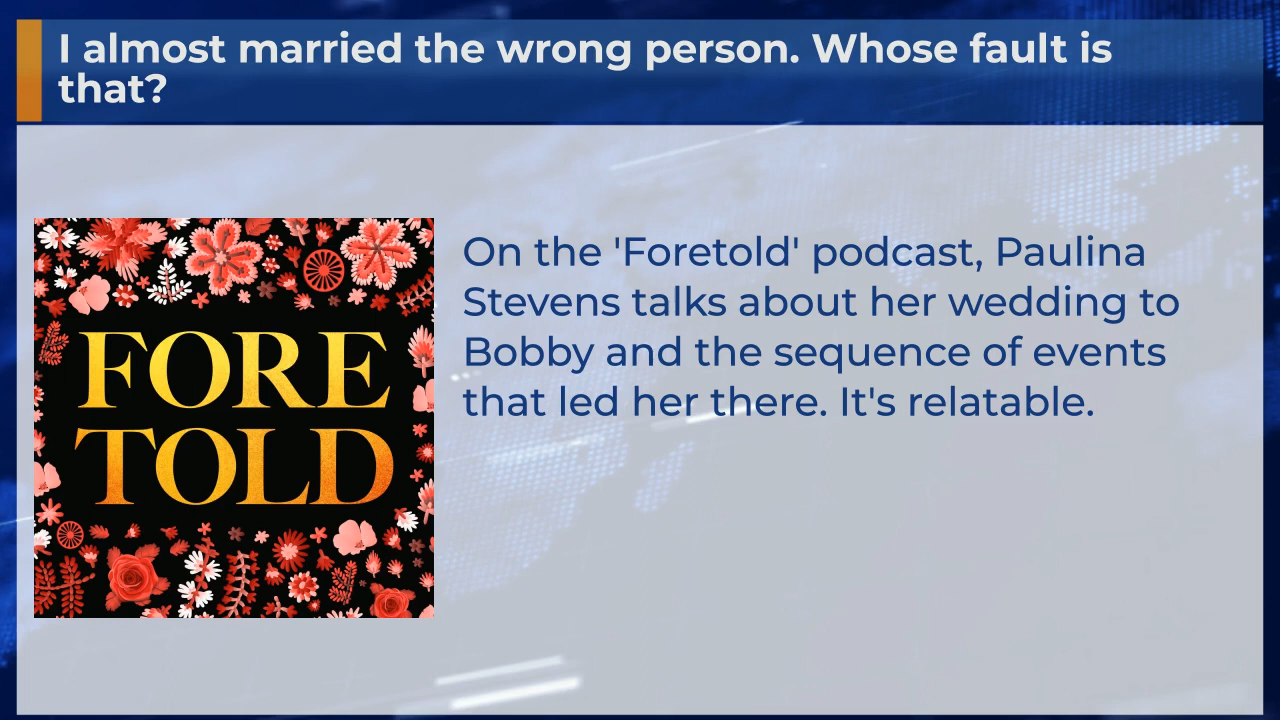 I almost married the wrong person. Whose fault is
that?
FORE
TOLD
On the 'Foretold' podcast, Paulina
Stevens talks about her wedding to
Bobby and the sequence of events
that led her there. It's relatable.